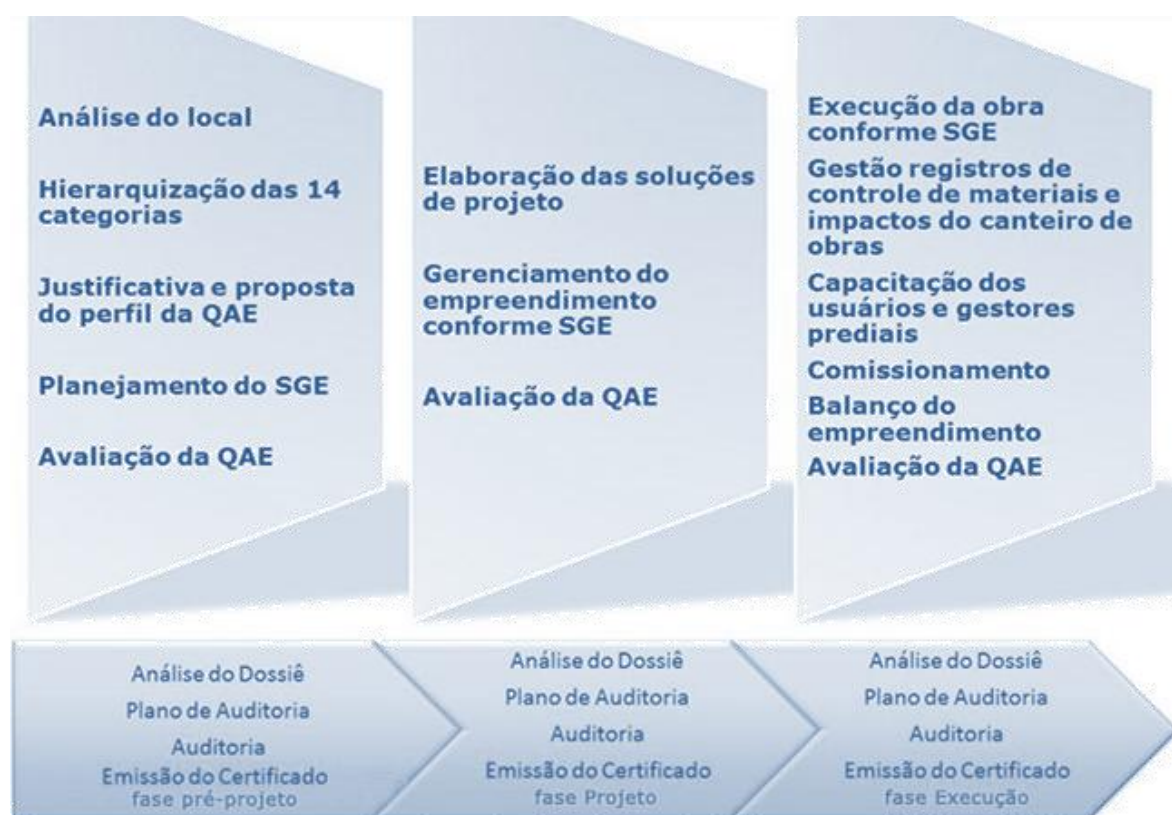 Análise do local
Hierarquização das 14
categorias
Justificativa e proposta
do perfil da QAE
Planejamento do SGE
Avaliação da QAE
Elaboração das soluções
de projeto
Gerenciamento do
empreendimento
conforme SGE
Avaliação da QAE
Execução da obra
conforme SGE
Gestão registros de
controle de materiais e
impactos do canteiro de
obras
Capacitação dos
usuários e gestores
prediais
Comissionamento
Balanço do
empreendimento
Avaliação da QAE
Análise do Dossiê
Plano de Auditoria
Auditoria
Emissão do Certificado
fase pré-projeto
Análise do Dossiê
Plano de Auditoria
Auditoria
Emissão do Certificado
fase Projeto
Análise do Dossiê
Plano de Auditoria
Auditoria
Emissão do Certificado
fase Execução